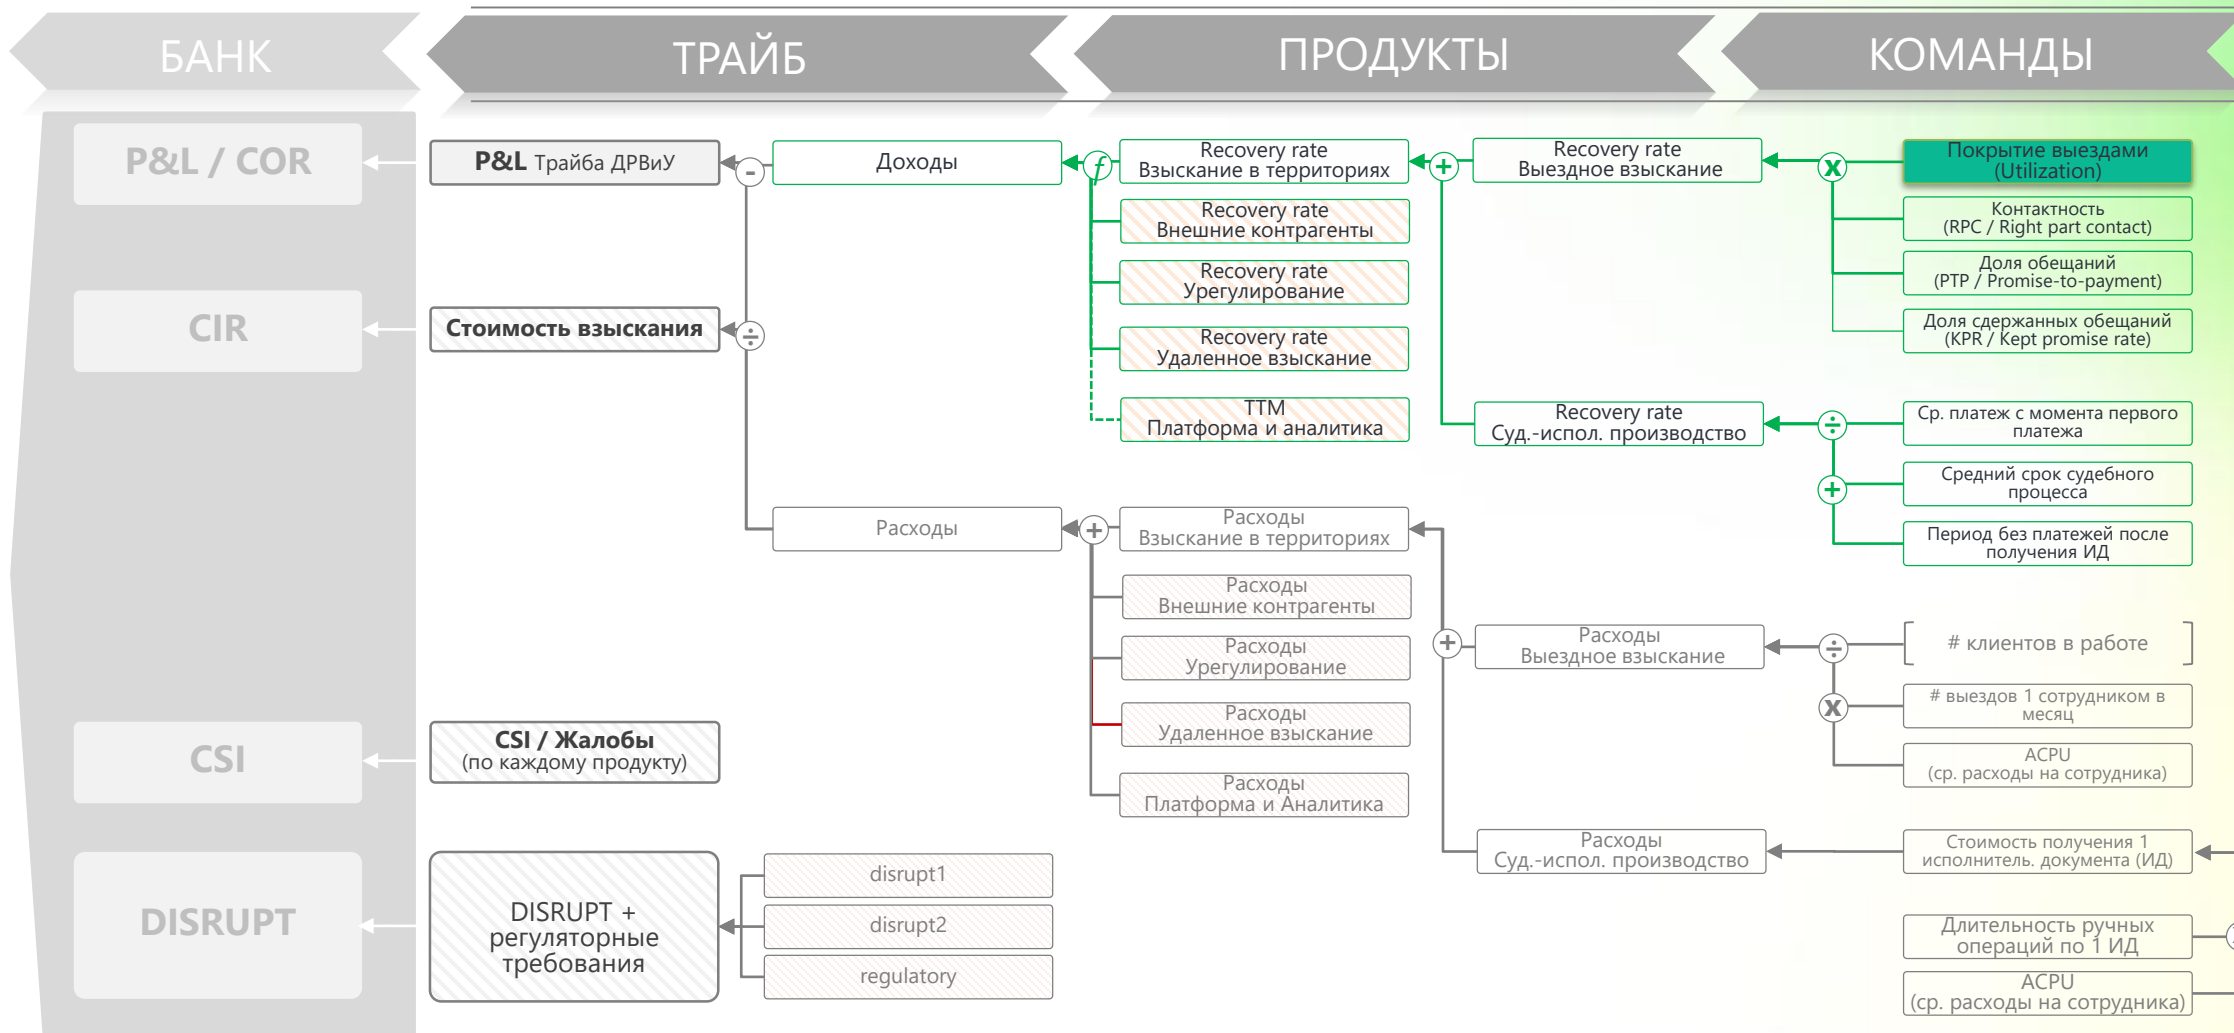 БАНК
ТРАЙБ
ПРОДУКТЫ
КОМАНДЫ
P&L / COR
CIR
CSI
DISRUPT
P&L Трайба ДРВиУ
Стоимость взыскания
CSI / Жалобы
(по каждому продукту)
DISRUPT +
регуляторные
требования
-
÷
Доходы
Расходы
disrupt1
disrupt2
regulatory
f
+
Recovery rate
Взыскание в территориях
Recovery rate
Внешние контрагенты
Recovery rate
Урегулирование
Recovery rate
Удаленное взыскание
TTM
Платформа и аналитика
Расходы
Взыскание в территориях
Расходы
Внешние контрагенты
Расходы
Урегулирование
Расходы
Удаленное взыскание
Расходы
Платформа и Аналитика
+
+
Recovery rate
Выездное взыскание
Recovery rate
Суд.-испол. производство
Расходы
Выездное взыскание
Расходы
Суд.-испол. производство
x
÷
+
÷
x
Покрытие выездами
(Utilization)
Контактность
(RPC / Right part contact)
Доля обещаний
(PTP / Promise-to-payment)
Доля сдержанных обещаний
(KPR / Kept promise rate)
Ср. платеж с момента первого
платежа
Средний срок судебного
процесса
Период без платежей после
получения ИД
# клиентов в работе
# выездов 1 сотрудником в
месяц
ACPU
(ср. расходы на сотрудника)
Стоимость получения 1
исполнитель. документа (ИД)
Длительность ручных
операций по 1 ИД
ACPU
(ср. расходы на сотрудника)